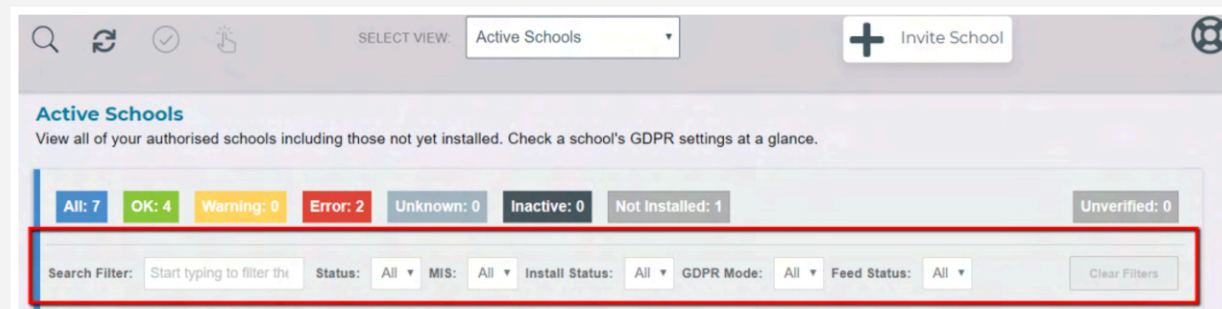 SELECT VIEW: Active Schools Invite School
Active Schools
View all of your authorised schools including those not yet installed. Check a school's GDPR settings at a glance.
All: 7 OK: 4 Warning: 0 Error: 2 Unknown: 0 Inactive: 0 Not Installed: 1 Unverified: 0
Search Filter: Start typing to filter the Status: All MIS: All Install Status: All GDPR Mode: All Feed Status: All Clear Filters